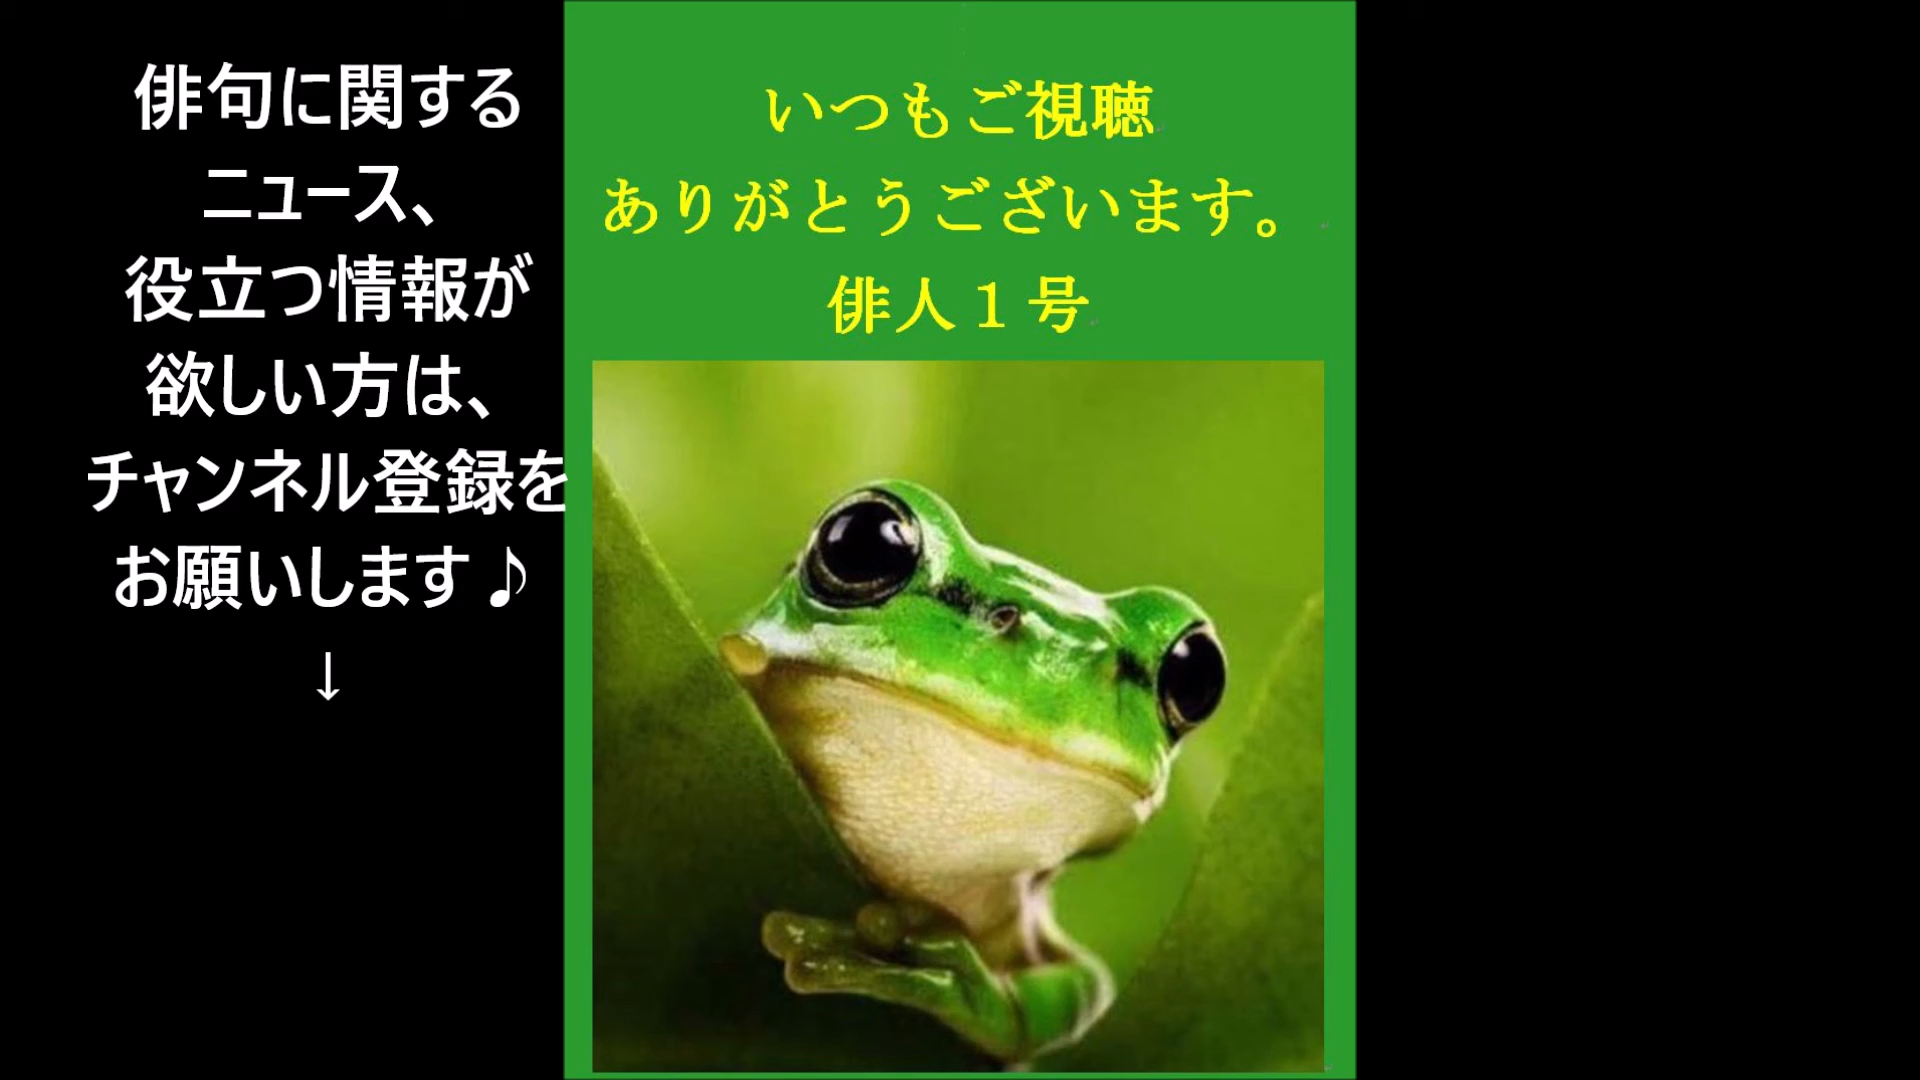 俳句に関する
ニュース、
役立つ情報が
欲しい方は、
チャンネル登録を
お願いします♪
↓
いつもご視聴
ありがとうございます。
俳人１号